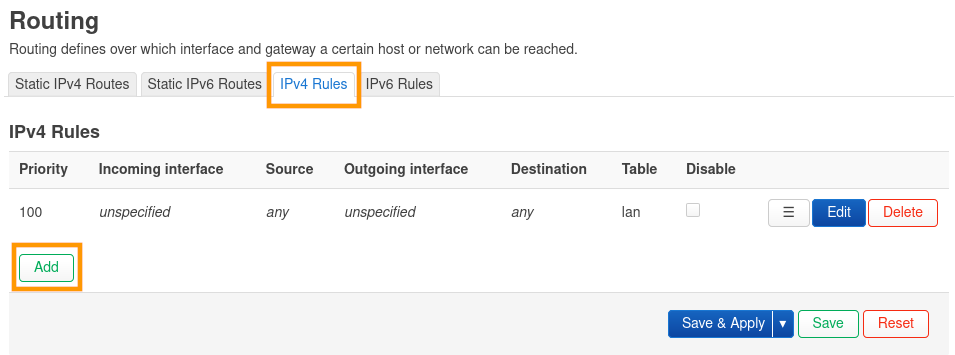 Routing
Routing defines over which interface and gateway a certain host or network can be reached.
Static IPv4 Routes Static IPv6 Routes IPv4 Rules IPv6 Rules
IPv4 Rules
Priority Incoming interface Source Outgoing interface Destination Table Disable
100 unspecified any unspecified any lan ☰ Edit Delete
Add
Save & Apply ▾ Save Reset